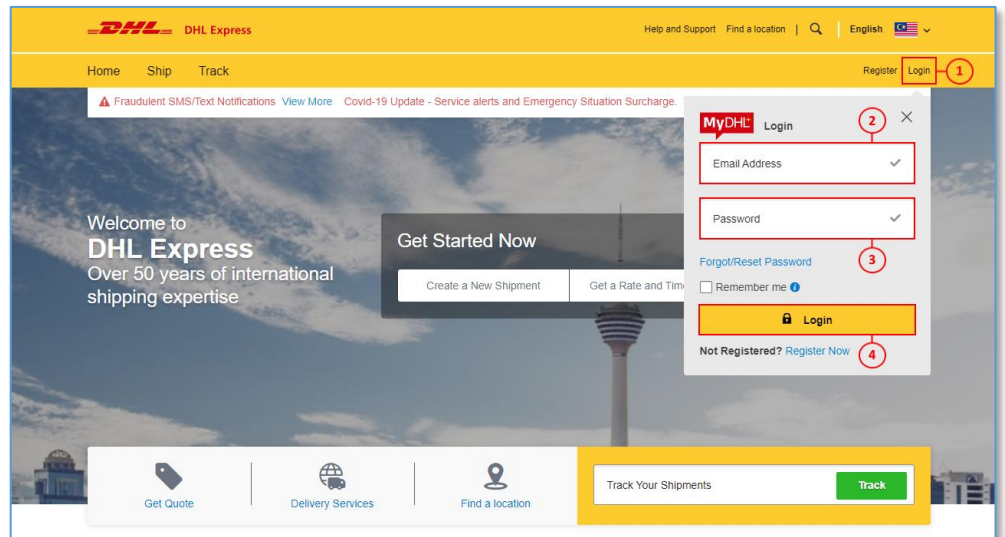 DHL DHL Express
Help and Support Find a location | English
Home Ship Track
Register Login 1
Fraudulent SMS/Text Notifications View More Covid-19 Update - Service alerts and Emergency Situation Surcharge.
MyDHL+ Login 2
Email Address
Password
3
Forgot/Reset Password
Remember me
Login
4
Not Registered? Register Now
Welcome to
DHL Express
Over 50 years of international
shipping expertise
Get Started Now
Create a New Shipment Get a Rate and Tim
Get Quote
Delivery Services
Find a location
Track Your Shipments Track